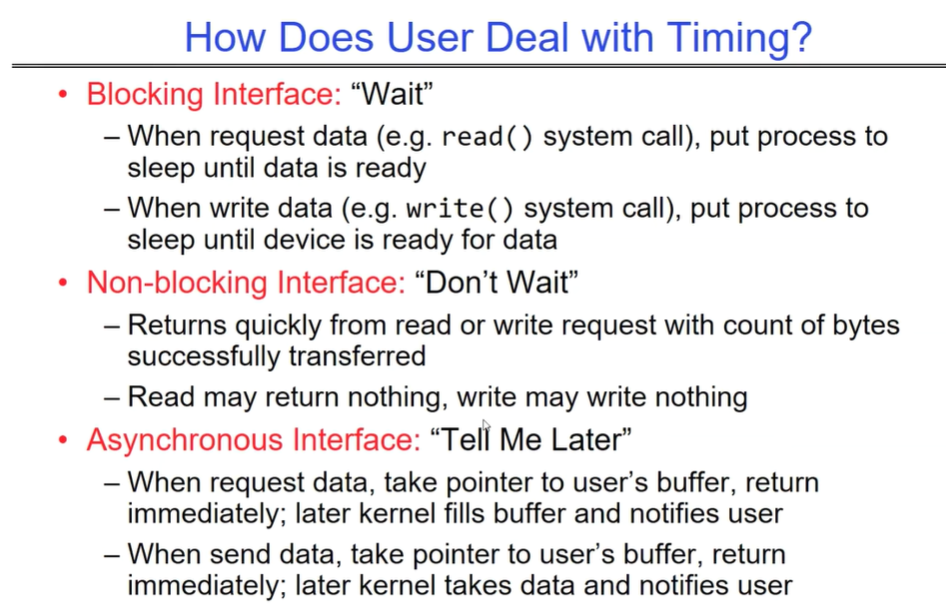 How Does User Deal with Timing?
• Blocking Interface: “Wait”
– When request data (e.g. read() system call), put process to
sleep until data is ready
– When write data (e.g. write() system call), put process to
sleep until device is ready for data
• Non-blocking Interface: “Don’t Wait”
– Returns quickly from read or write request with count of bytes
successfully transferred
– Read may return nothing, write may write nothing
• Asynchronous Interface: “Tell Me Later”
– When request data, take pointer to user’s buffer, return
immediately; later kernel fills buffer and notifies user
– When send data, take pointer to user’s buffer, return
immediately; later kernel takes data and notifies user